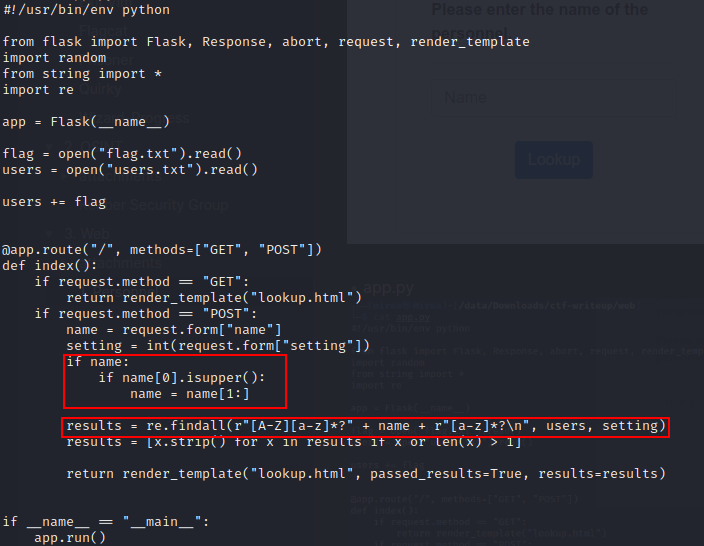 #!/usr/bin/env python
from flask import Flask, Response, abort, request, render_template
import random
from string import *
import re
app = Flask(__name__)
flag = open("flag.txt").read()
users = open("users.txt").read()
users += flag
@app.route("/", methods=["GET", "POST"])
def index():
    if request.method == "GET":
        return render_template("lookup.html")
    if request.method == "POST":
        name = request.form["name"]
        setting = int(request.form["setting"])
        if name:
            if name[0].isupper():
                name = name[1:]
        results = re.findall(r"[A-Z][a-z]*?" + name + r"[a-z]*?\n", users, setting)
        results = [x.strip() for x in results if x or len(x) > 1]
        return render_template("lookup.html", passed_results=True, results=results)
if __name__ == "__main__":
    app.run()
Please enter the name of the
personnel
Name
Lookup
Quirky
Security Group
Web
app.py